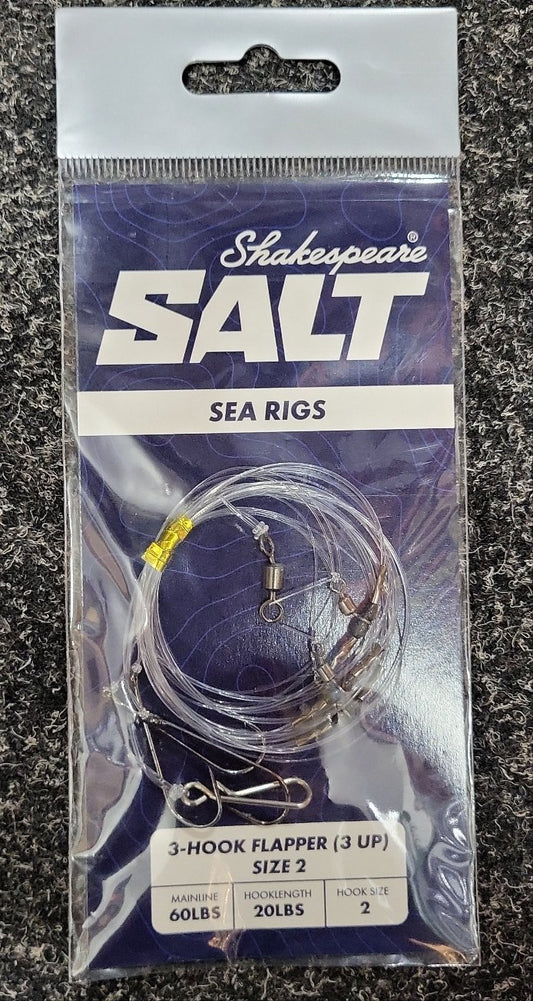 Shakespeare®
SALT
SEA RIGS
3-HOOK FLAPPER (3 UP)
SIZE 2
MAINLINE HOOKLENGTH HOOK SIZE
60LBS 20LBS 2